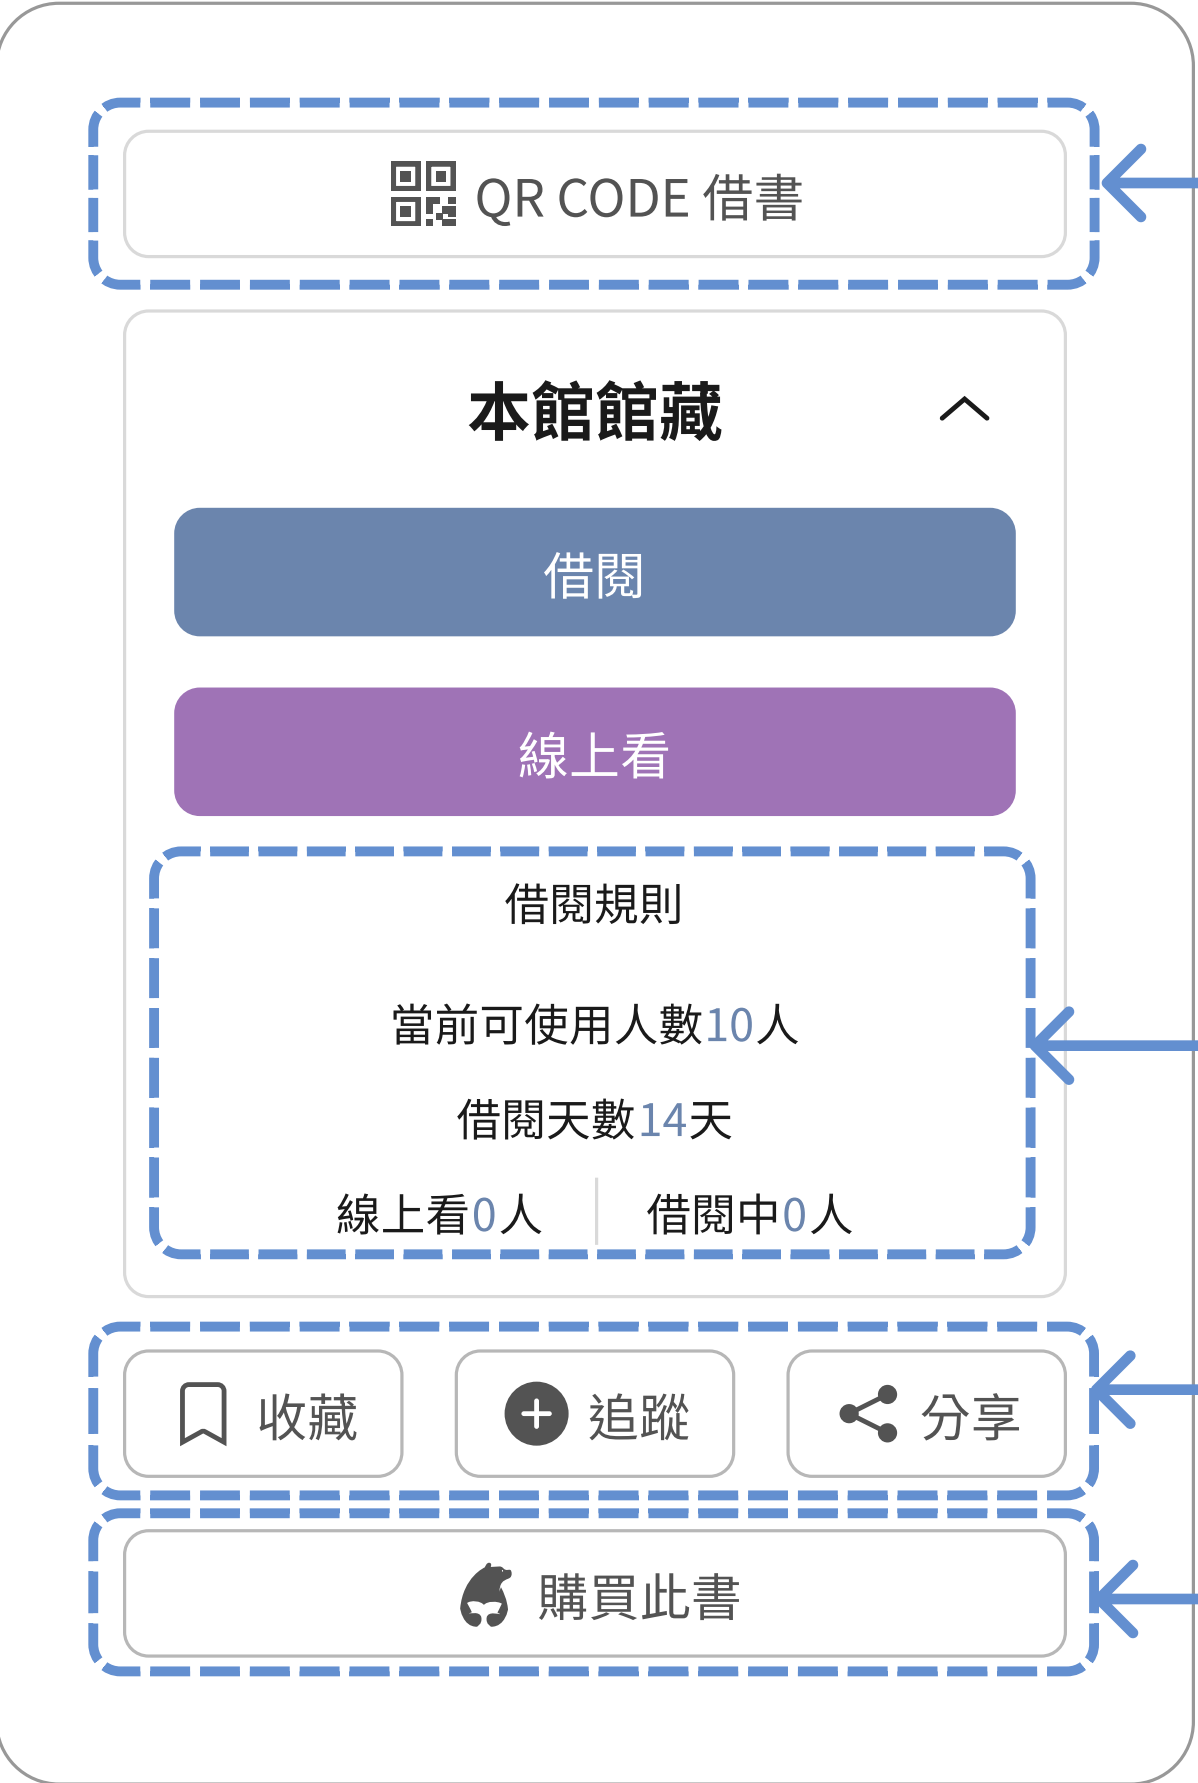 QR CODE 借書
本館館藏
借閱
線上看
借閱規則
當前可使用人數10人
借閱天數14天
線上看0人
借閱中0人
收藏
追蹤
分享
購買此書